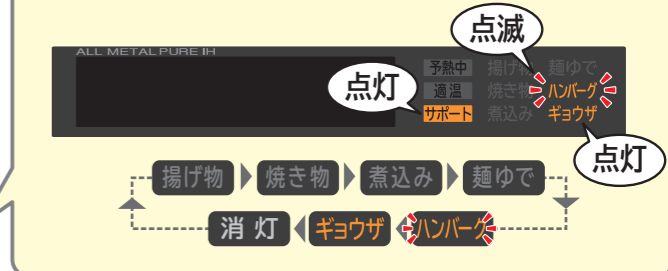 点滅
ALL METAL PURE IH
予熱中 揚げ物 麺ゆで
点灯
適温 焼き物 ハンバーグ
サポート 煮込み ギョウザ
点灯
揚げ物 焼き物 煮込み 麺ゆで
消灯 ギョウザ ハンバーグ